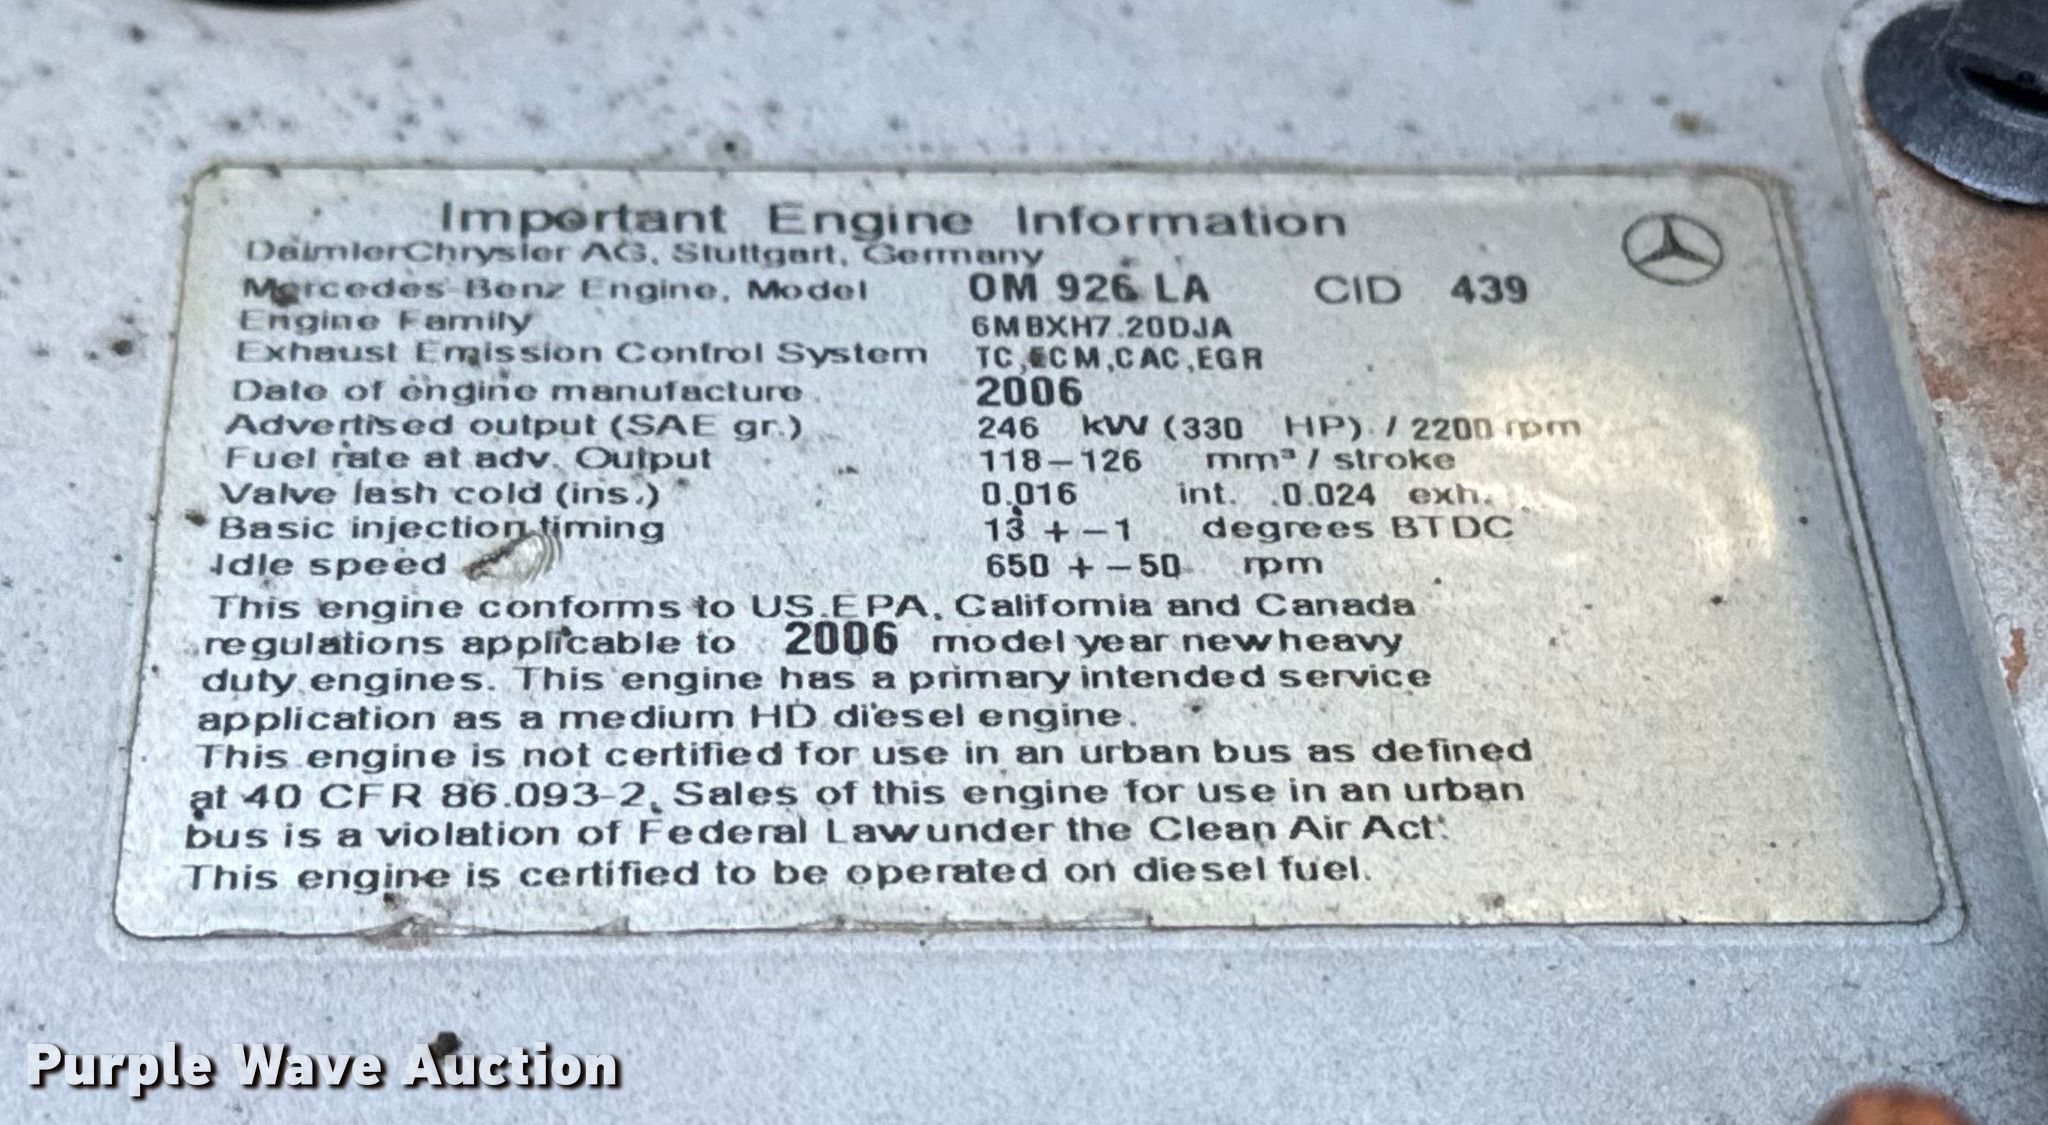 Important Engine Information
DaimlerChrysler AG, Stuttgart, Germany
Mercedes-Benz Engine, Model OM 926 LA CID 439
Engine Family 6MBXH7.20DJA
Exhaust Emission Control System TC,ECM,CAC,EGR
Date of engine manufacture 2006
Advertised output (SAE gr.) 246 kW (330 HP) / 2200 rpm
Fuel rate at adv. Output 118-126 mm³ / stroke
Valve lash cold (ins.) 0.016 int. 0.024 exh.
Basic injection timing 13 + -1 degrees BTDC
Idle speed 650 + -50 rpm
This engine conforms to US.EPA, California and Canada
regulations applicable to 2006 model year new heavy
duty engines. This engine has a primary intended service
application as a medium HD diesel engine.
This engine is not certified for use in an urban bus as defined
at 40 CFR 86.093-2. Sales of this engine for use in an urban
bus is a violation of Federal Law under the Clean Air Act.
This engine is certified to be operated on diesel fuel.
Purple Wave Auction